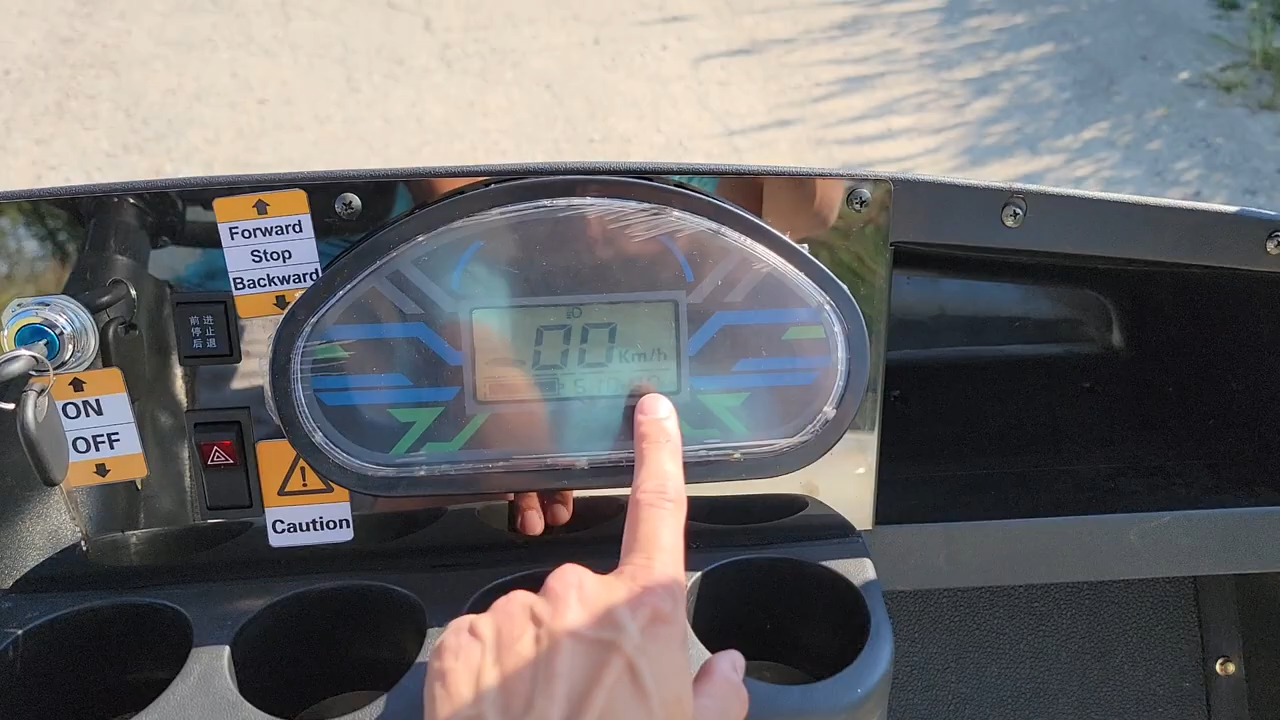 Forward
Stop
Backward
前进
停止
后退
00 Km/h
ON
OFF
Caution